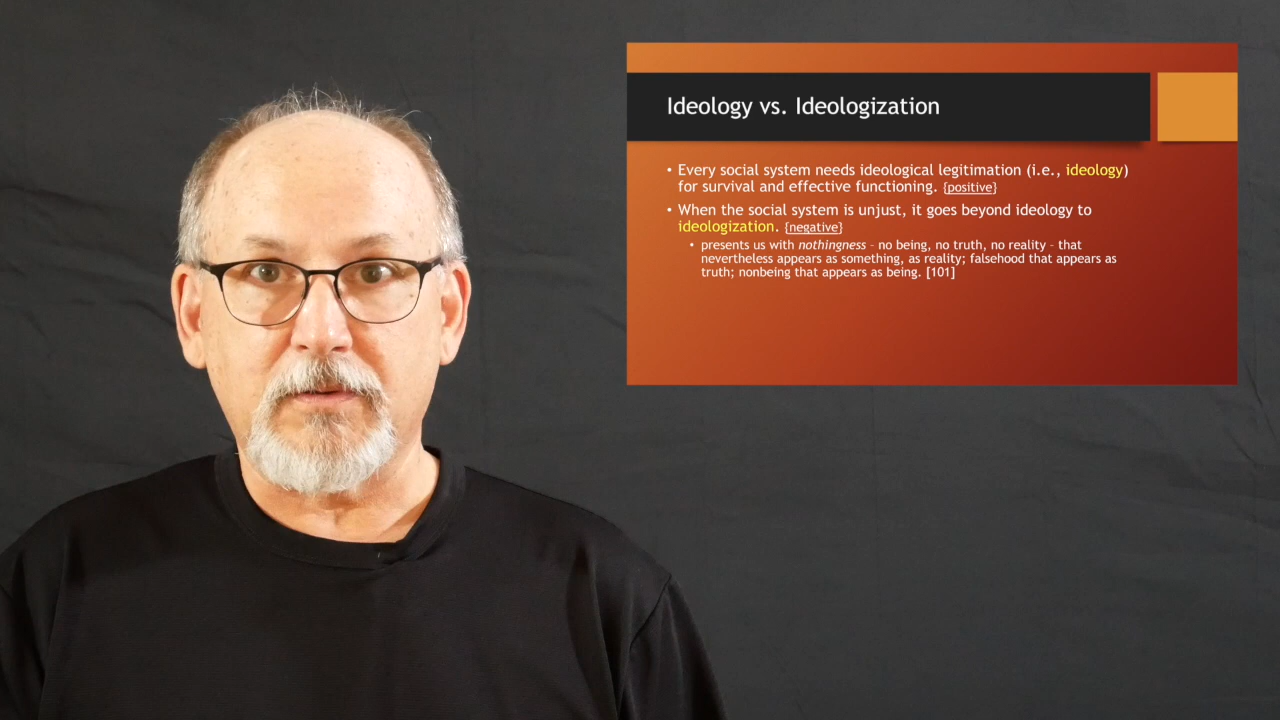 Ideology vs. Ideologization
• Every social system needs ideological legitimation (i.e., ideology)
for survival and effective functioning. {positive}
• When the social system is unjust, it goes beyond ideology to
ideologization. {negative}
• presents us with nothingness – no being, no truth, no reality – that
nevertheless appears as something, as reality; falsehood that appears as
truth; nonbeing that appears as being. [101]